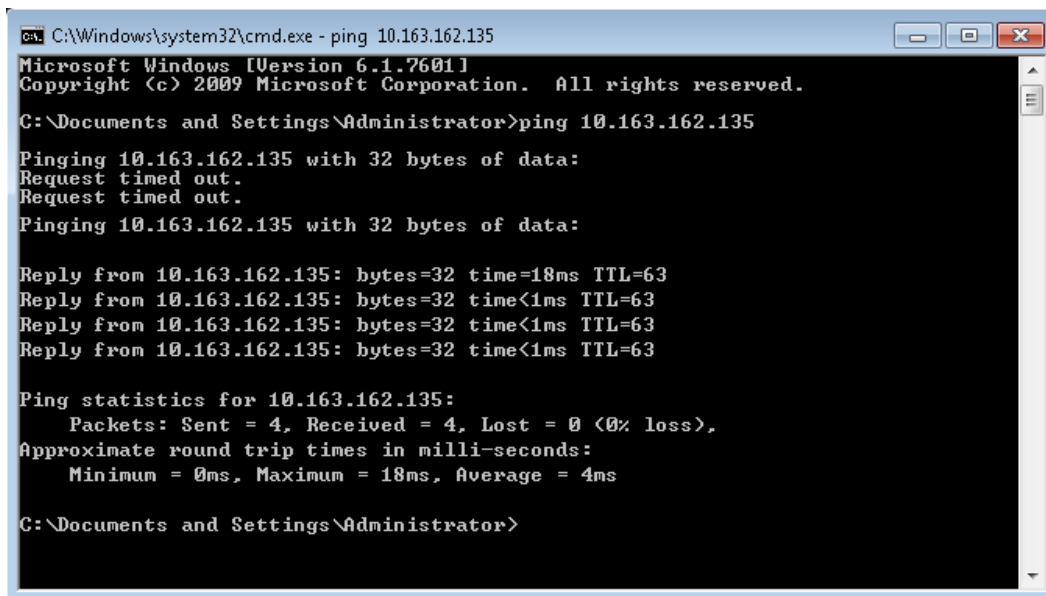 C:\Windows\system32\cmd.exe - ping 10.163.162.135
Microsoft Windows [Version 6.1.7601]
Copyright (c) 2009 Microsoft Corporation.  All rights reserved.
C:\Documents and Settings\Administrator>ping 10.163.162.135
Pinging 10.163.162.135 with 32 bytes of data:
Request timed out.
Request timed out.
Pinging 10.163.162.135 with 32 bytes of data:
Reply from 10.163.162.135: bytes=32 time=18ms TTL=63
Reply from 10.163.162.135: bytes=32 time<1ms TTL=63
Reply from 10.163.162.135: bytes=32 time<1ms TTL=63
Reply from 10.163.162.135: bytes=32 time<1ms TTL=63
Ping statistics for 10.163.162.135:
    Packets: Sent = 4, Received = 4, Lost = 0 (0% loss),
Approximate round trip times in milli-seconds:
    Minimum = 0ms, Maximum = 18ms, Average = 4ms
C:\Documents and Settings\Administrator>